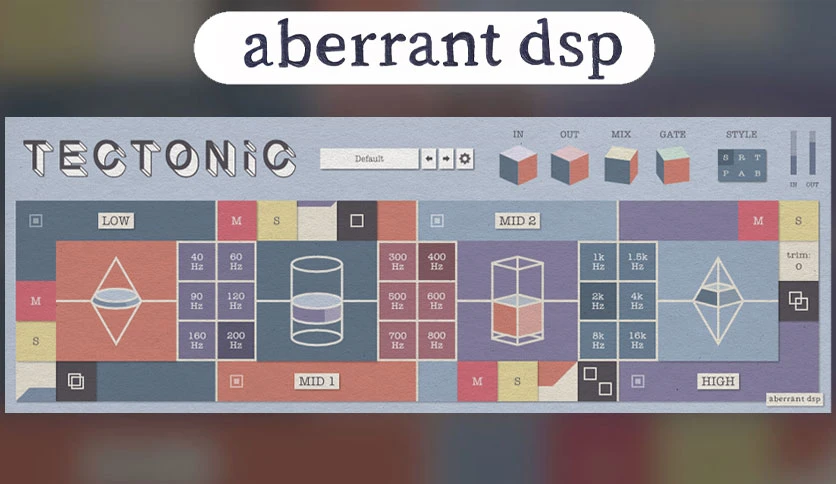 aberrant dsp
TECTONIC
Default
IN OUT MIX GATE STYLE
S R T
P A B
IN OUT
LOW M S MID 2 M S
40 Hz 60 Hz 300 Hz 400 Hz 1k Hz 1.5k Hz trim: 0
M 90 Hz 120 Hz 500 Hz 600 Hz 2k Hz 4k Hz
S 160 Hz 200 Hz 700 Hz 800 Hz 8k Hz 16k Hz
MID 1 M S HIGH
aberrant dsp